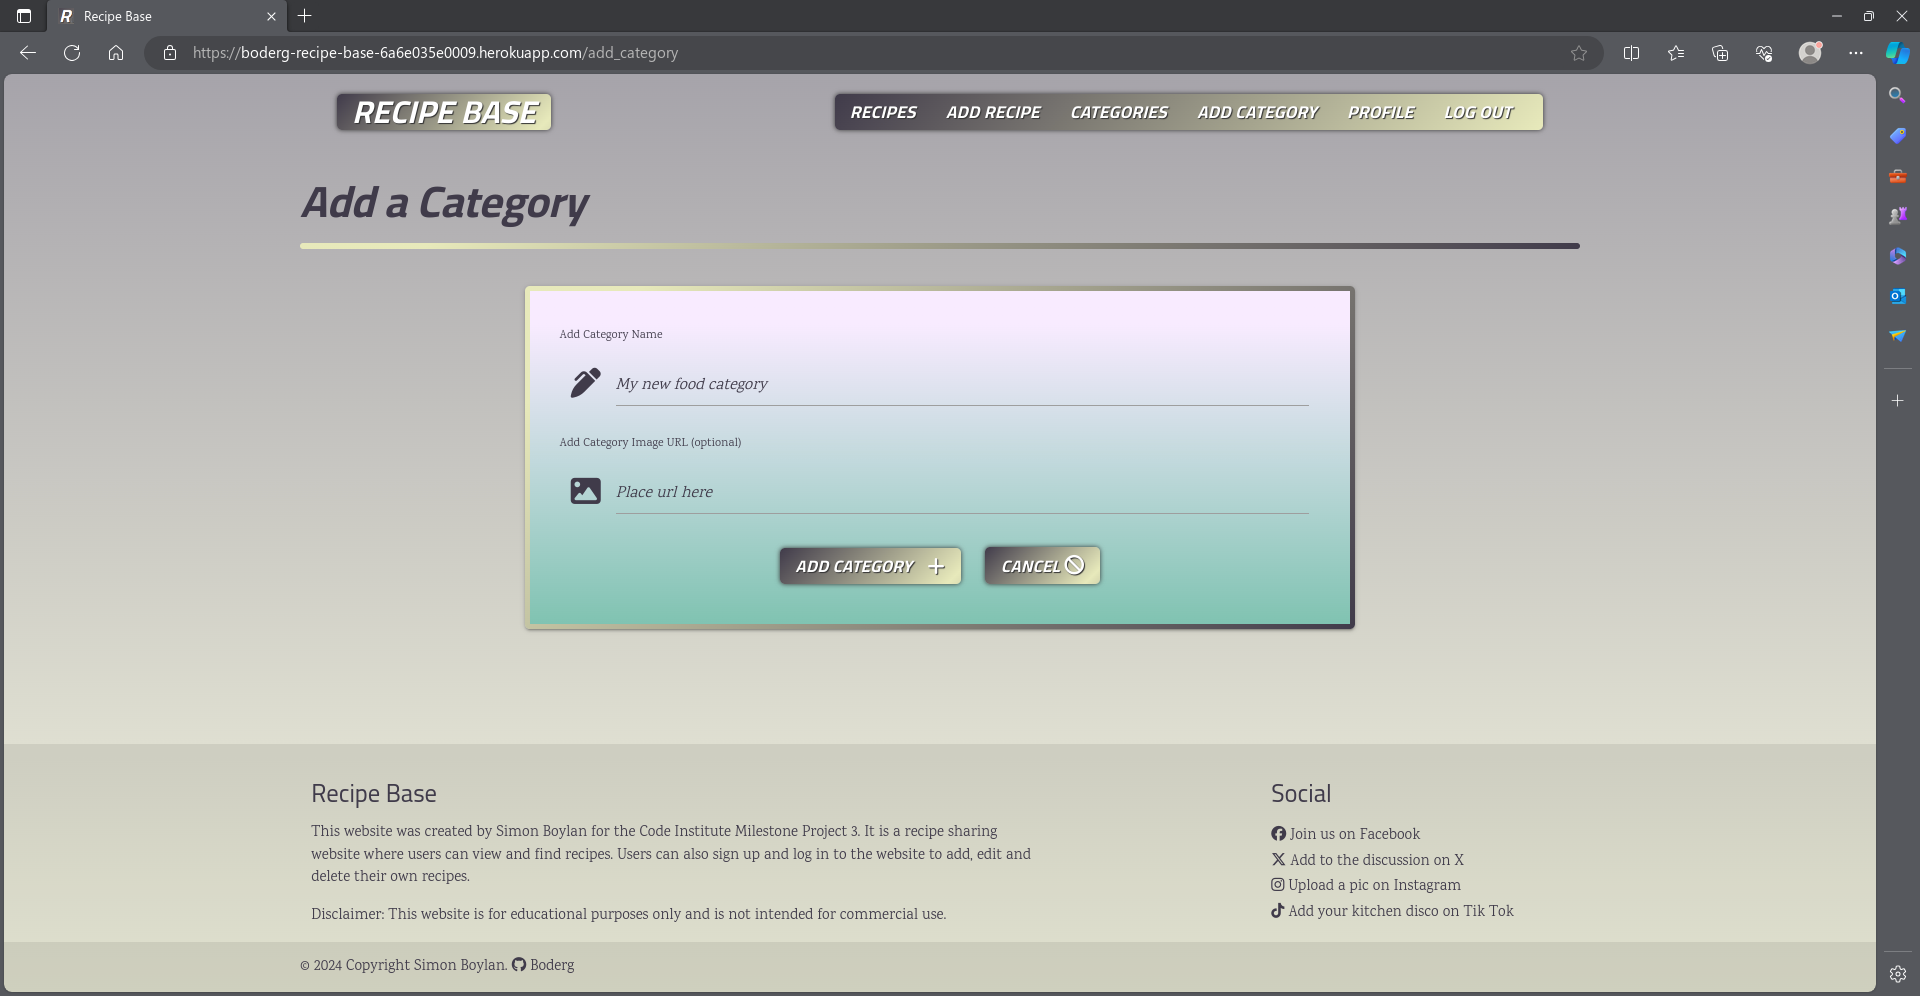 Recipe Base
https://boderg-recipe-base-6a6e035e0009.herokuapp.com/add_category
RECIPE BASE
RECIPES ADD RECIPE CATEGORIES ADD CATEGORY PROFILE LOG OUT
Add a Category
Add Category Name
My new food category
Add Category Image URL (optional)
Place url here
ADD CATEGORY
CANCEL
Recipe Base
This website was created by Simon Boylan for the Code Institute Milestone Project 3. It is a recipe sharing
website where users can view and find recipes. Users can also sign up and log in to the website to add, edit and
delete their own recipes.
Disclaimer: This website is for educational purposes only and is not intended for commercial use.
Social
Join us on Facebook
Add to the discussion on X
Upload a pic on Instagram
Add your kitchen disco on Tik Tok
© 2024 Copyright Simon Boylan. Boderg